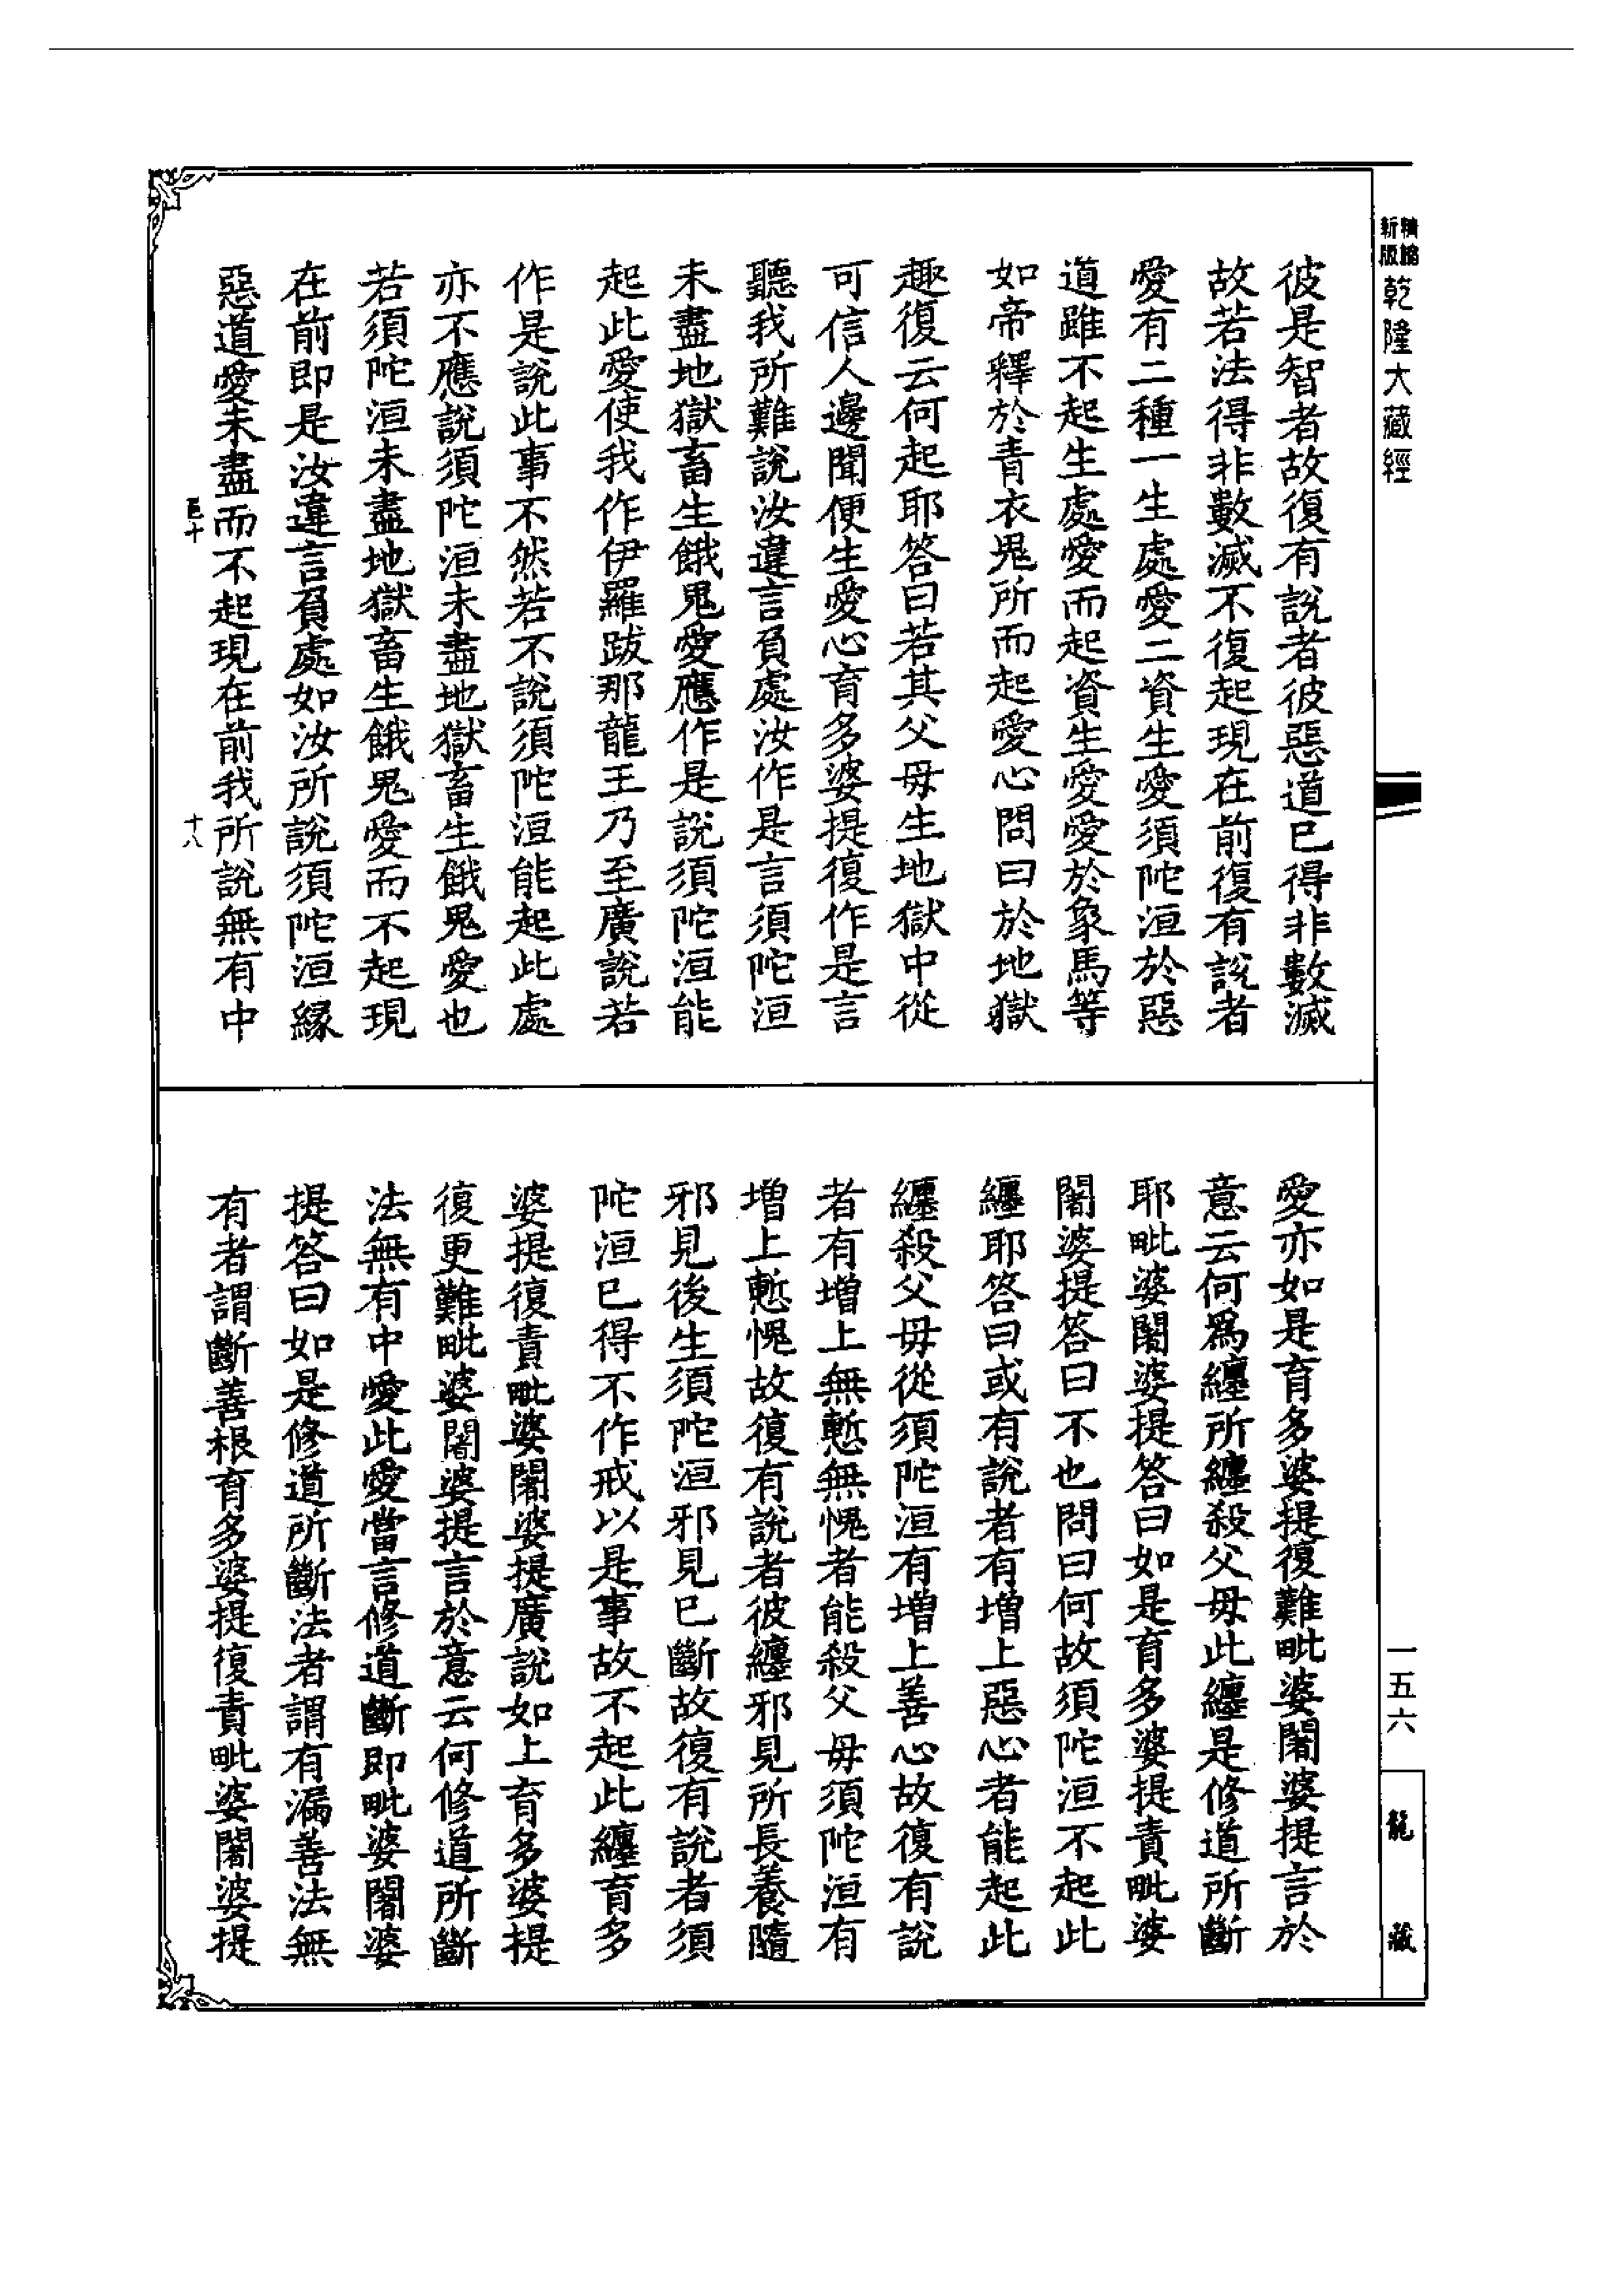 精縮
新版
乾隆大藏經
彼是智者故復有說者彼惡道已得非數滅
故若法得非數滅不復起現在前復有說者
愛有二種一生處愛二資生愛須陀洹於惡
道雖不起生處愛而起資生愛愛於象馬等
如帝釋於青衣鬼所而起愛心問曰於地獄
趣復云何起耶答曰若其父母生地獄中從
可信人邊聞便生愛心育多婆提復作是言
聽我所難說汝違言負處汝作是言須陀洹
未盡地獄畜生餓鬼愛應作是說須陀洹能
起此愛使我作伊羅跋那龍王乃至廣說若
作是說此事不然若不說須陀洹能起此處
亦不應說須陀洹未盡地獄畜生餓鬼愛也
若須陀洹未盡地獄畜生餓鬼愛而不起現
在前即是汝違言負處如汝所說須陀洹緣
惡道愛未盡而不起現在前我所說無有中
十八
愛亦如是育多婆提復難毗婆闍婆提言於
意云何為纏所纏殺父母此纏是修道所斷
耶毗婆闍婆提答曰如是育多婆提責毗婆
闍婆提答曰不也問曰何故須陀洹不起此
纏耶答曰或有說者有增上惡心者能起此
纏殺父母從須陀洹有增上善心故復有說
者有增上無慙無愧者能殺父母須陀洹有
增上慙愧故復有說者彼纏邪見所長養隨
邪見後生須陀洹邪見已斷故復有說者須
陀洹已得不作戒以是事故不起此纏育多
婆提復責毗婆闍婆提廣說如上育多婆提
復更難毗婆闍婆提言於意云何修道所斷
法無有中愛此愛當言修道斷即毗婆闍婆
提答曰如是修道所斷法者謂有漏善法無
有者謂斷善根育多婆提復責毗婆闍婆提
一五六
龍藏